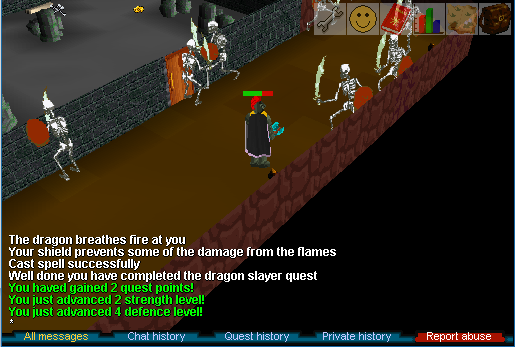 The dragon breathes fire at you
Your shield prevents some of the damage from the flames
Cast spell successfully
Well done you have completed the dragon slayer quest
You haved gained 2 quest points!
You just advanced 2 strength level!
You just advanced 4 defence level!
*
All messages Chat history Quest history Private history Report abuse